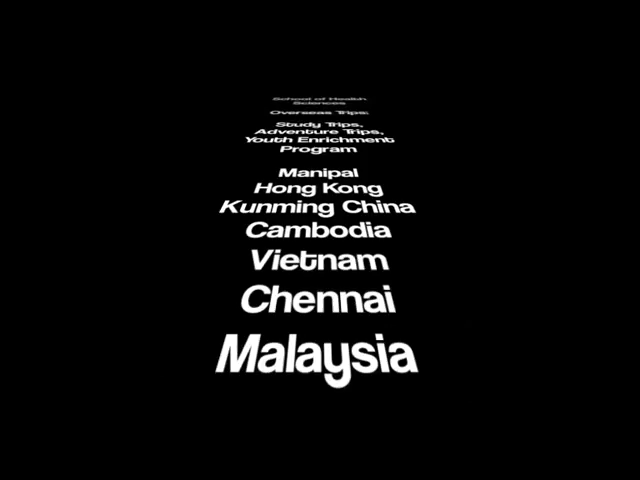 School of Health
Sciences
Overseas Trips:
Study Trips,
Adventure Trips,
Youth Enrichment
Program
Manipal
Hong Kong
Kunming China
Cambodia
Vietnam
Chennai
Malaysia